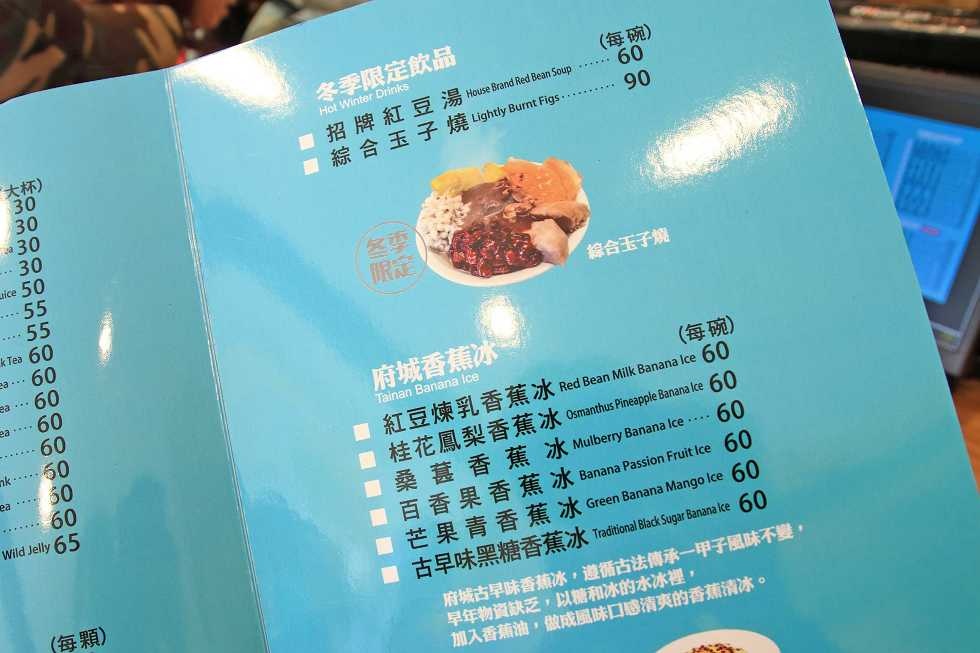 大杯)
30
30
ea 30
30
uice 50
55
55
k Tea 60
ea 60
ea 60
ea 60
60
nk 60
ea 60
60
Wild Jelly 65
(每顆)
冬季限定飲品
Hot Winter Drinks
(每碗)
招牌紅豆湯 House Brand Red Bean Soup ...... 60
綜合玉子燒 Lightly Burnt Figs .......... 90
冬季限定
綜合玉子燒
府城香蕉冰
Tainan Banana Ice
(每碗)
紅豆煉乳香蕉冰 Red Bean Milk Banana Ice 60
桂花鳳梨香蕉冰 Osmanthus Pineapple Banana Ice 60
桑葚香蕉冰 Mulberry Banana Ice .... 60
百香果香蕉冰 Banana Passion Fruit Ice 60
芒果青香蕉冰 Green Banana Mango Ice 60
古早味黑糖香蕉冰 Traditional Black Sugar Banana Ice 60
府城古早味香蕉冰，遵循古法傳承一甲子風味不變，
早年物資缺乏，以糖和冰的水冰裡，
加入香蕉油，做成風味口感清爽的香蕉清冰。